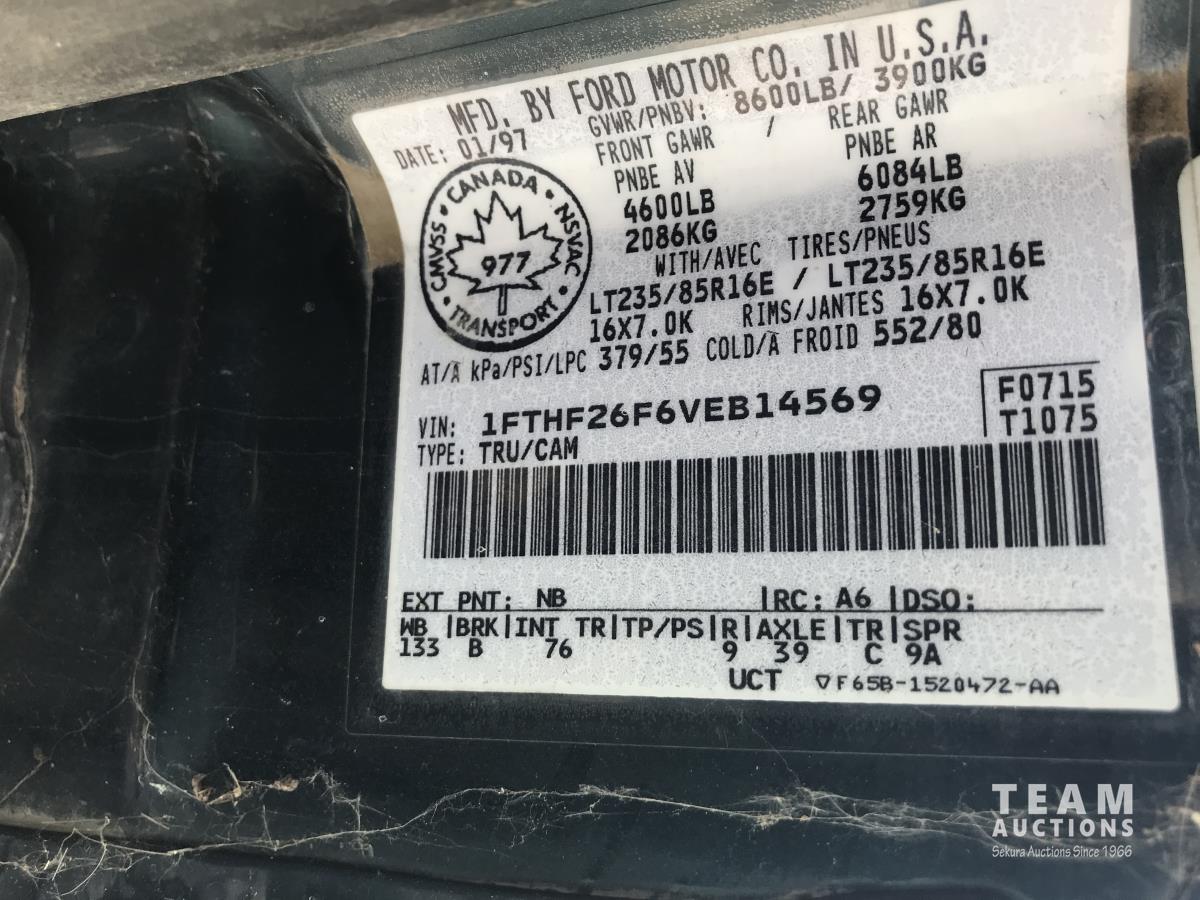 MFD. BY FORD MOTOR CO. IN U.S.A.
DATE: 01/97 GVWR/PNBV: 8600LB/ 3900KG
FRONT GAWR / REAR GAWR
PNBE AV PNBE AR
4600LB 6084LB
2086KG 2759KG
WITH/AVEC TIRES/PNEUS
LT235/85R16E / LT235/85R16E
16X7.0K RIMS/JANTES 16X7.0K
AT/À kPa/PSI/LPC 379/55 COLD/À FROID 552/80
CMVSS • CANADA • NSVAC • TRANSPORT •
977
VIN: 1FTHF26F6VEB14569
TYPE: TRU/CAM
F0715
T1075
EXT PNT: NB |RC: A6 |DSO:
WB |BRK|INT TR|TP/PS|R|AXLE|TR|SPR
133 B 76 9 39 C 9A
UCT ▽F65B-1520472-AA
TEAM
AUCTIONS
Sekura Auctions Since 1966